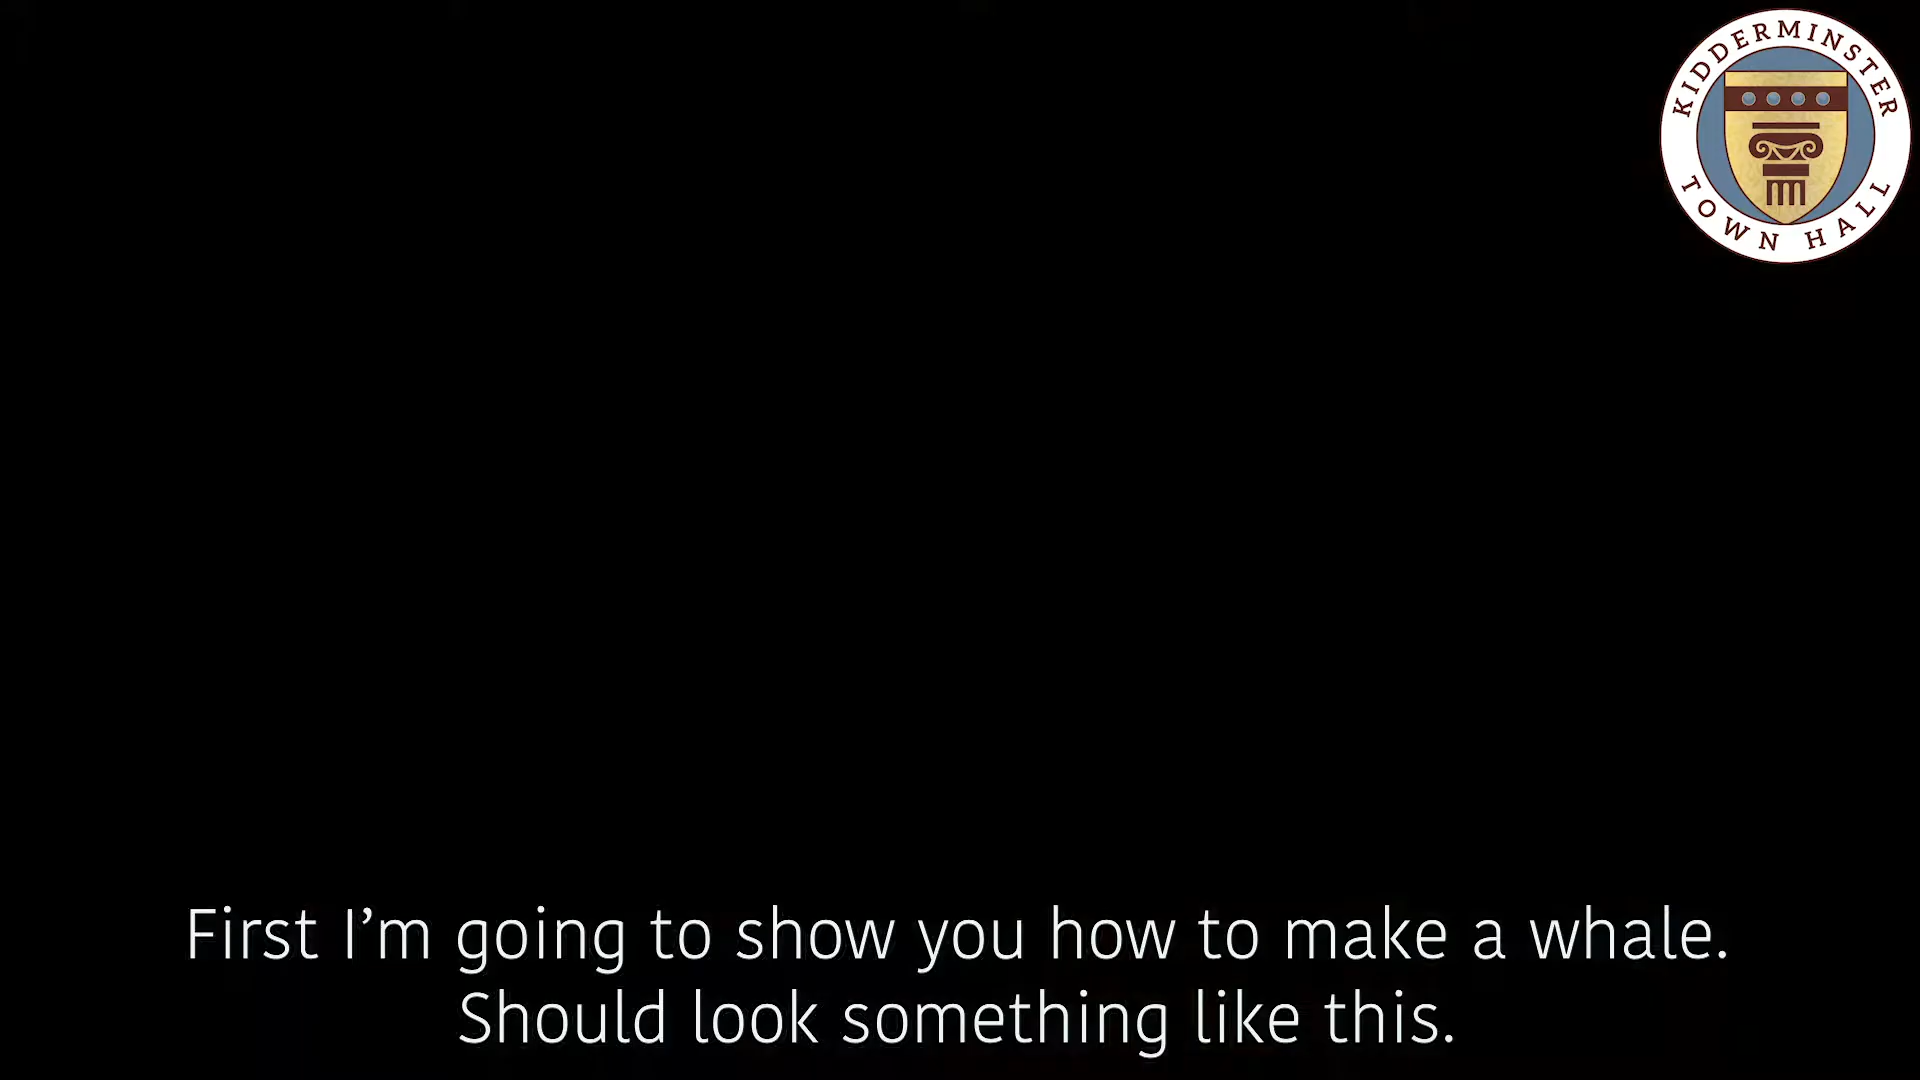 KIDDERMINSTER
TOWN HALL
First I’m going to show you how to make a whale.
Should look something like this.